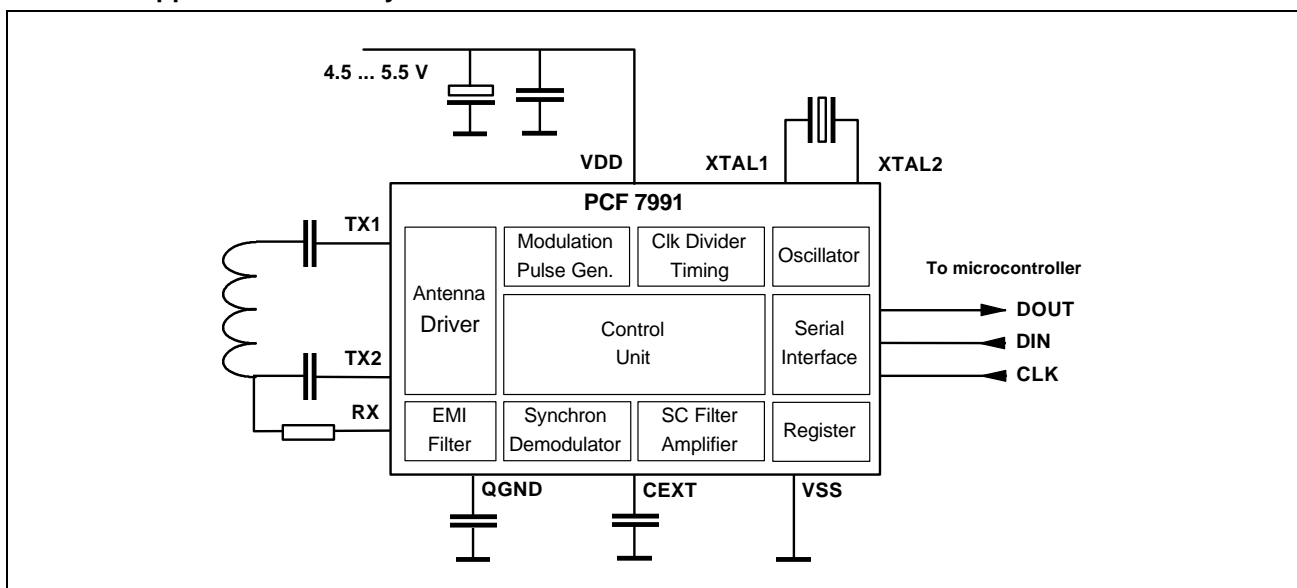 4.5 ... 5.5 V
VDD
XTAL1
XTAL2
PCF 7991
TX1
Modulation
Pulse Gen.
Clk Divider
Timing
Oscillator
To microcontroller
Antenna
Driver
Control
Unit
Serial
Interface
DOUT
DIN
CLK
TX2
RX
EMI
Filter
Synchron
Demodulator
SC Filter
Amplifier
Register
QGND
CEXT
VSS